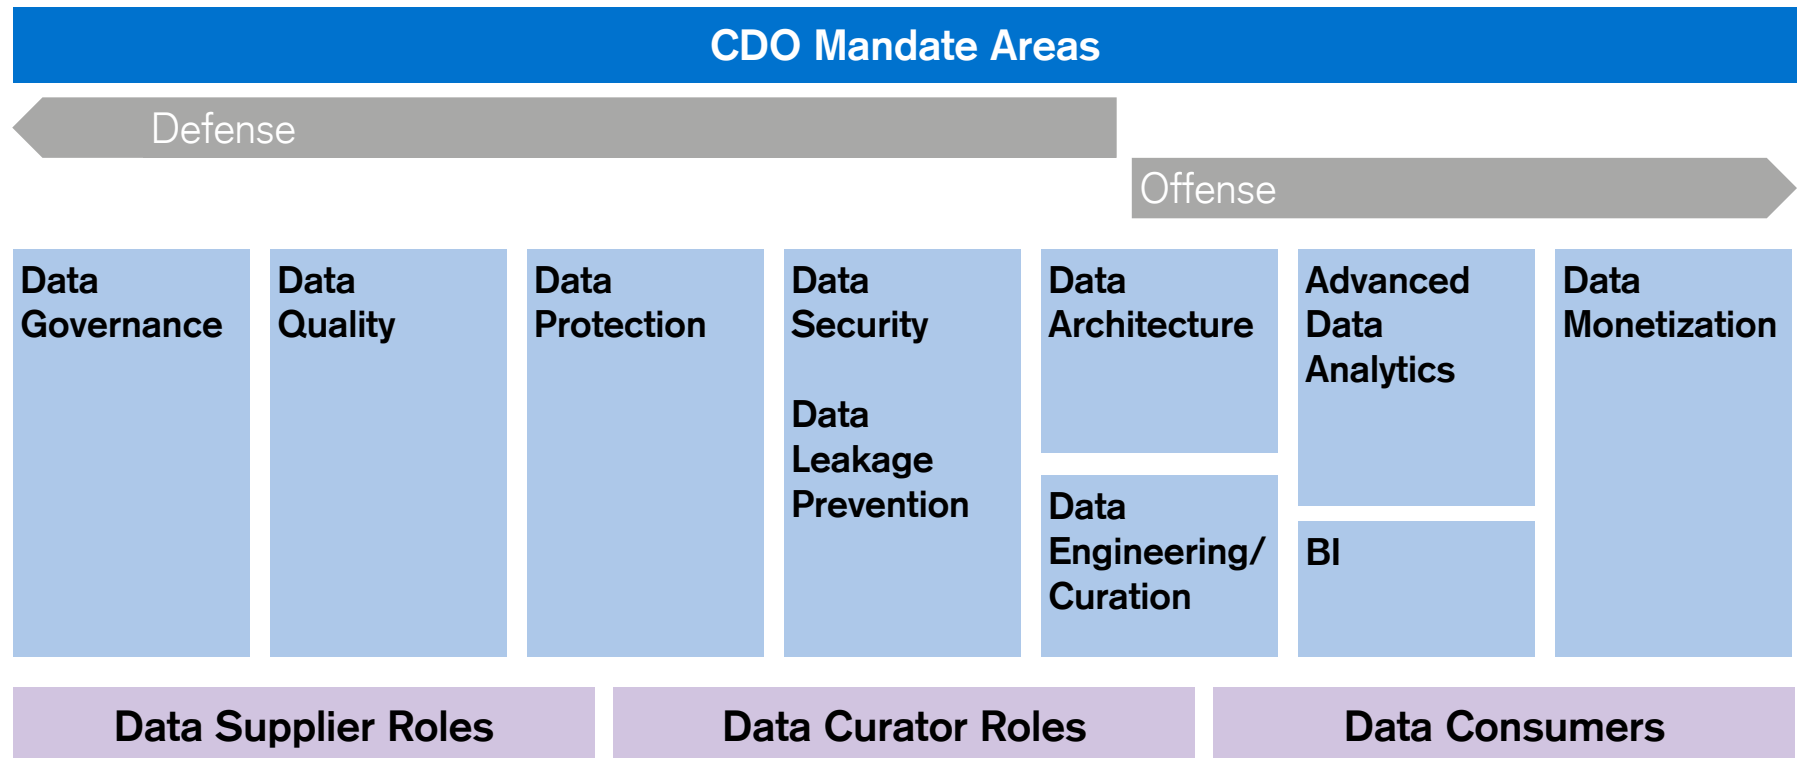 CDO Mandate Areas
Defense
Offense
Data
Governance
Data
Quality
Data
Protection
Data
Security
Data
Leakage
Prevention
Data
Architecture
Data
Engineering/
Curation
Advanced
Data
Analytics
BI
Data
Monetization
Data Supplier Roles
Data Curator Roles
Data Consumers